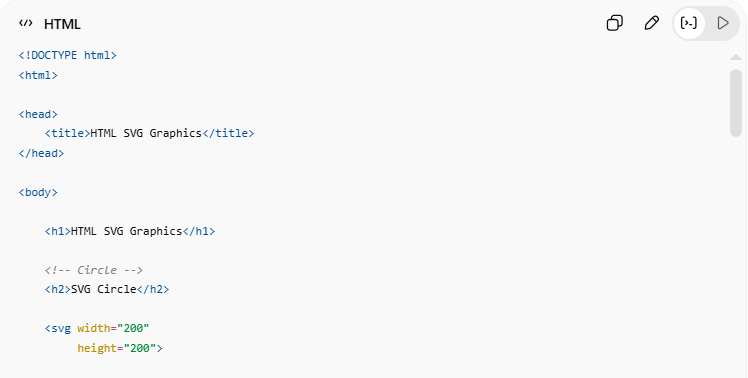 HTML
<!DOCTYPE html>
<html>
<head>
<title>HTML SVG Graphics</title>
</head>
<body>
<h1>HTML SVG Graphics</h1>
<!-- Circle -->
<h2>SVG Circle</h2>
<svg width="200"
height="200">